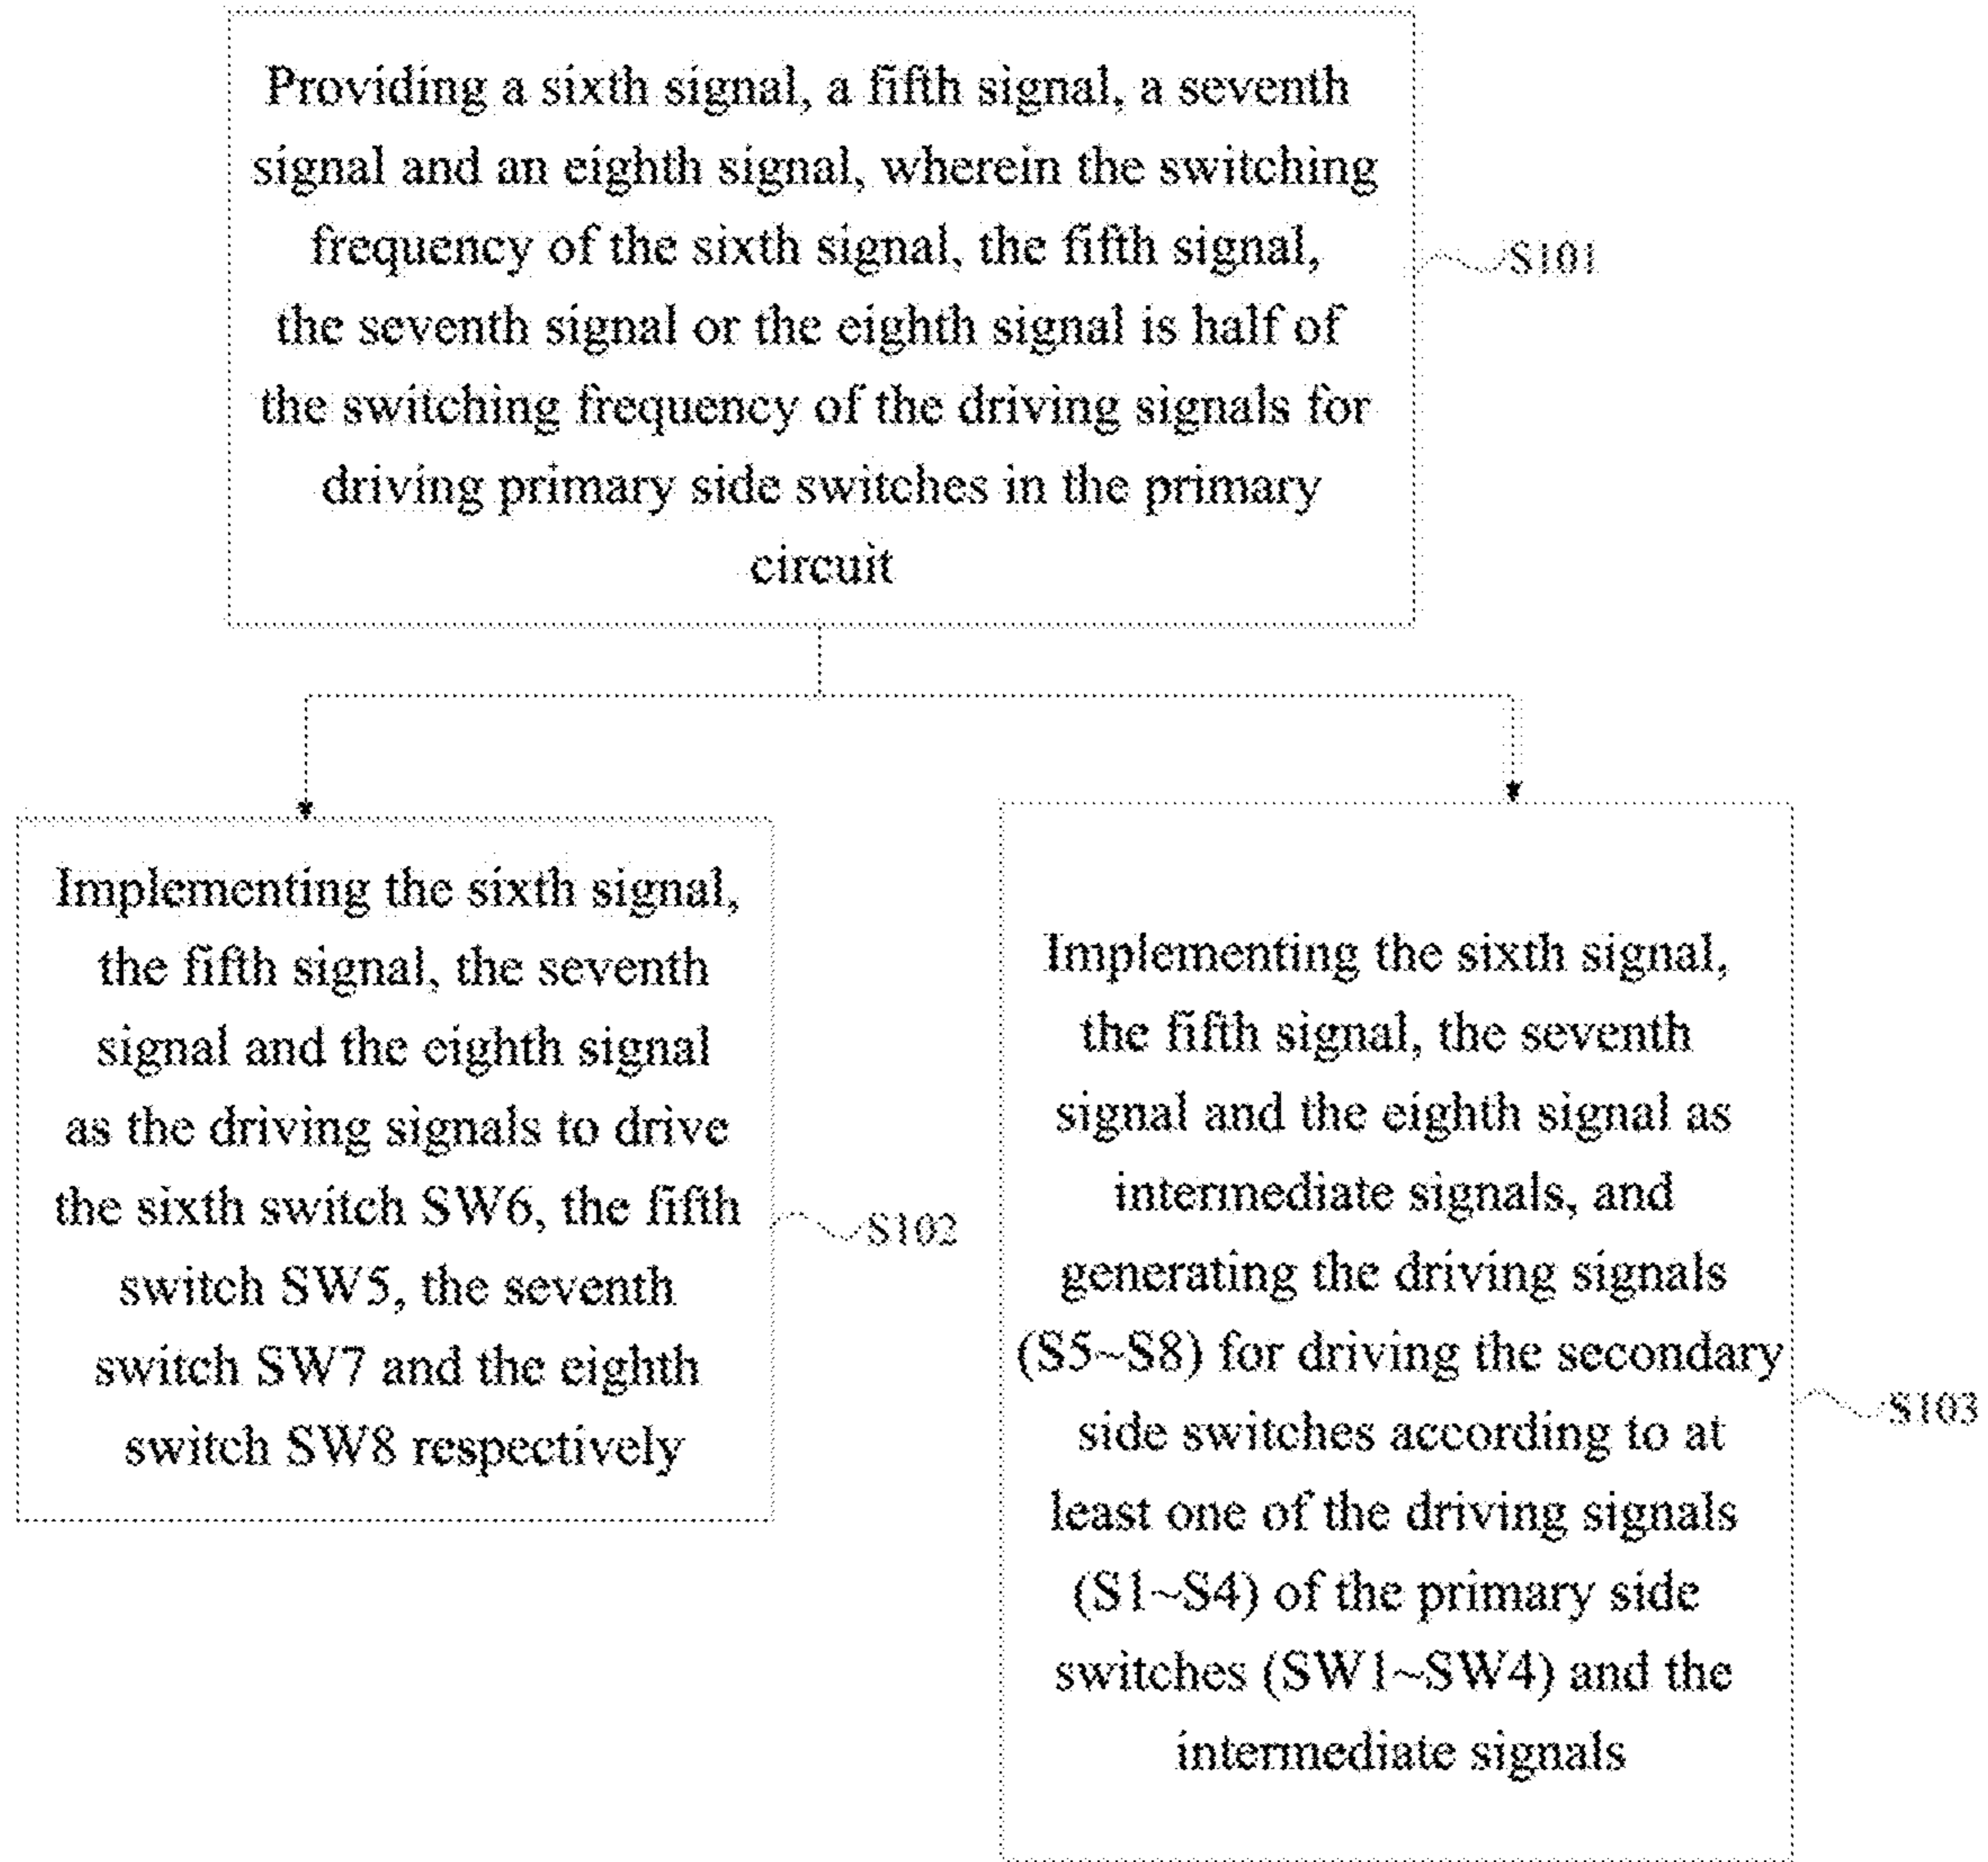 Providing a sixth signal, a fifth signal, a seventh
signal and an eighth signal, wherein the switching
frequency of the sixth signal, the fifth signal,
the seventh signal or the eighth signal is half of
the switching frequency of the driving signals for
driving primary side switches in the primary
circuit
S101
Implementing the sixth signal,
the fifth signal, the seventh
signal and the eighth signal
as the driving signals to drive
the sixth switch SW6, the fifth
switch SW5, the seventh
switch SW7 and the eighth
switch SW8 respectively
S102
Implementing the sixth signal,
the fifth signal, the seventh
signal and the eighth signal as
intermediate signals, and
generating the driving signals
(S5~S8) for driving the secondary
side switches according to at
least one of the driving signals
(S1~S4) of the primary side
switches (SW1~SW4) and the
intermediate signals
S103